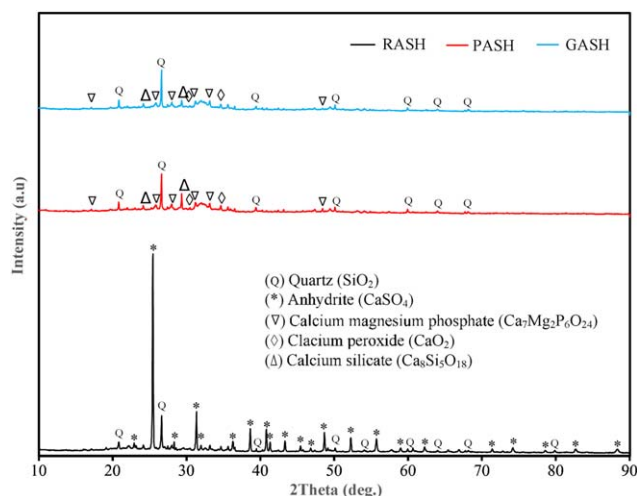 RASH PASH GASH
Q
Q Q Q Q Q Q
▽ Δ ▽ ▽ Δ ◊ ▽ ▽ ◊ ▽
Q
Δ
Q Q Q Q Q Q
▽ Δ ▽ ▽ ◊ ▽ ▽ ◊ ▽
Intensity (a.u)
*
(Q) Quartz (SiO₂)
(*) Anhydrite (CaSO₄)
(▽) Calcium magnesium phosphate (Ca₇Mg₂P₆O₂₄)
(◊) Clacium peroxide (CaO₂)
(Δ) Calcium silicate (Ca₈Si₅O₁₈)
Q * Q * * * * Q * * * * * * Q * Q * * Q * Q Q * * * Q * *
10 20 30 40 50 60 70 80 90
2Theta (deg.)